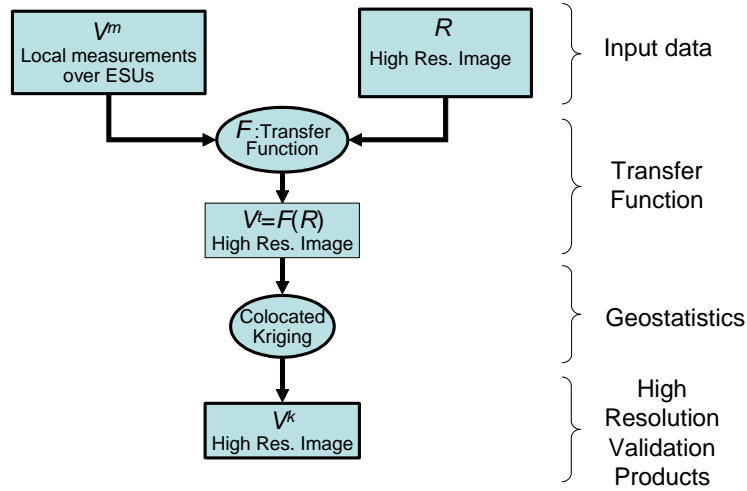 V^m
Local measurements
over ESUs
R
High Res. Image
Input data
F:Transfer
Function
Transfer
Function
V^t=F(R)
High Res. Image
Colocated
Kriging
Geostatistics
V^k
High Res. Image
High
Resolution
Validation
Products